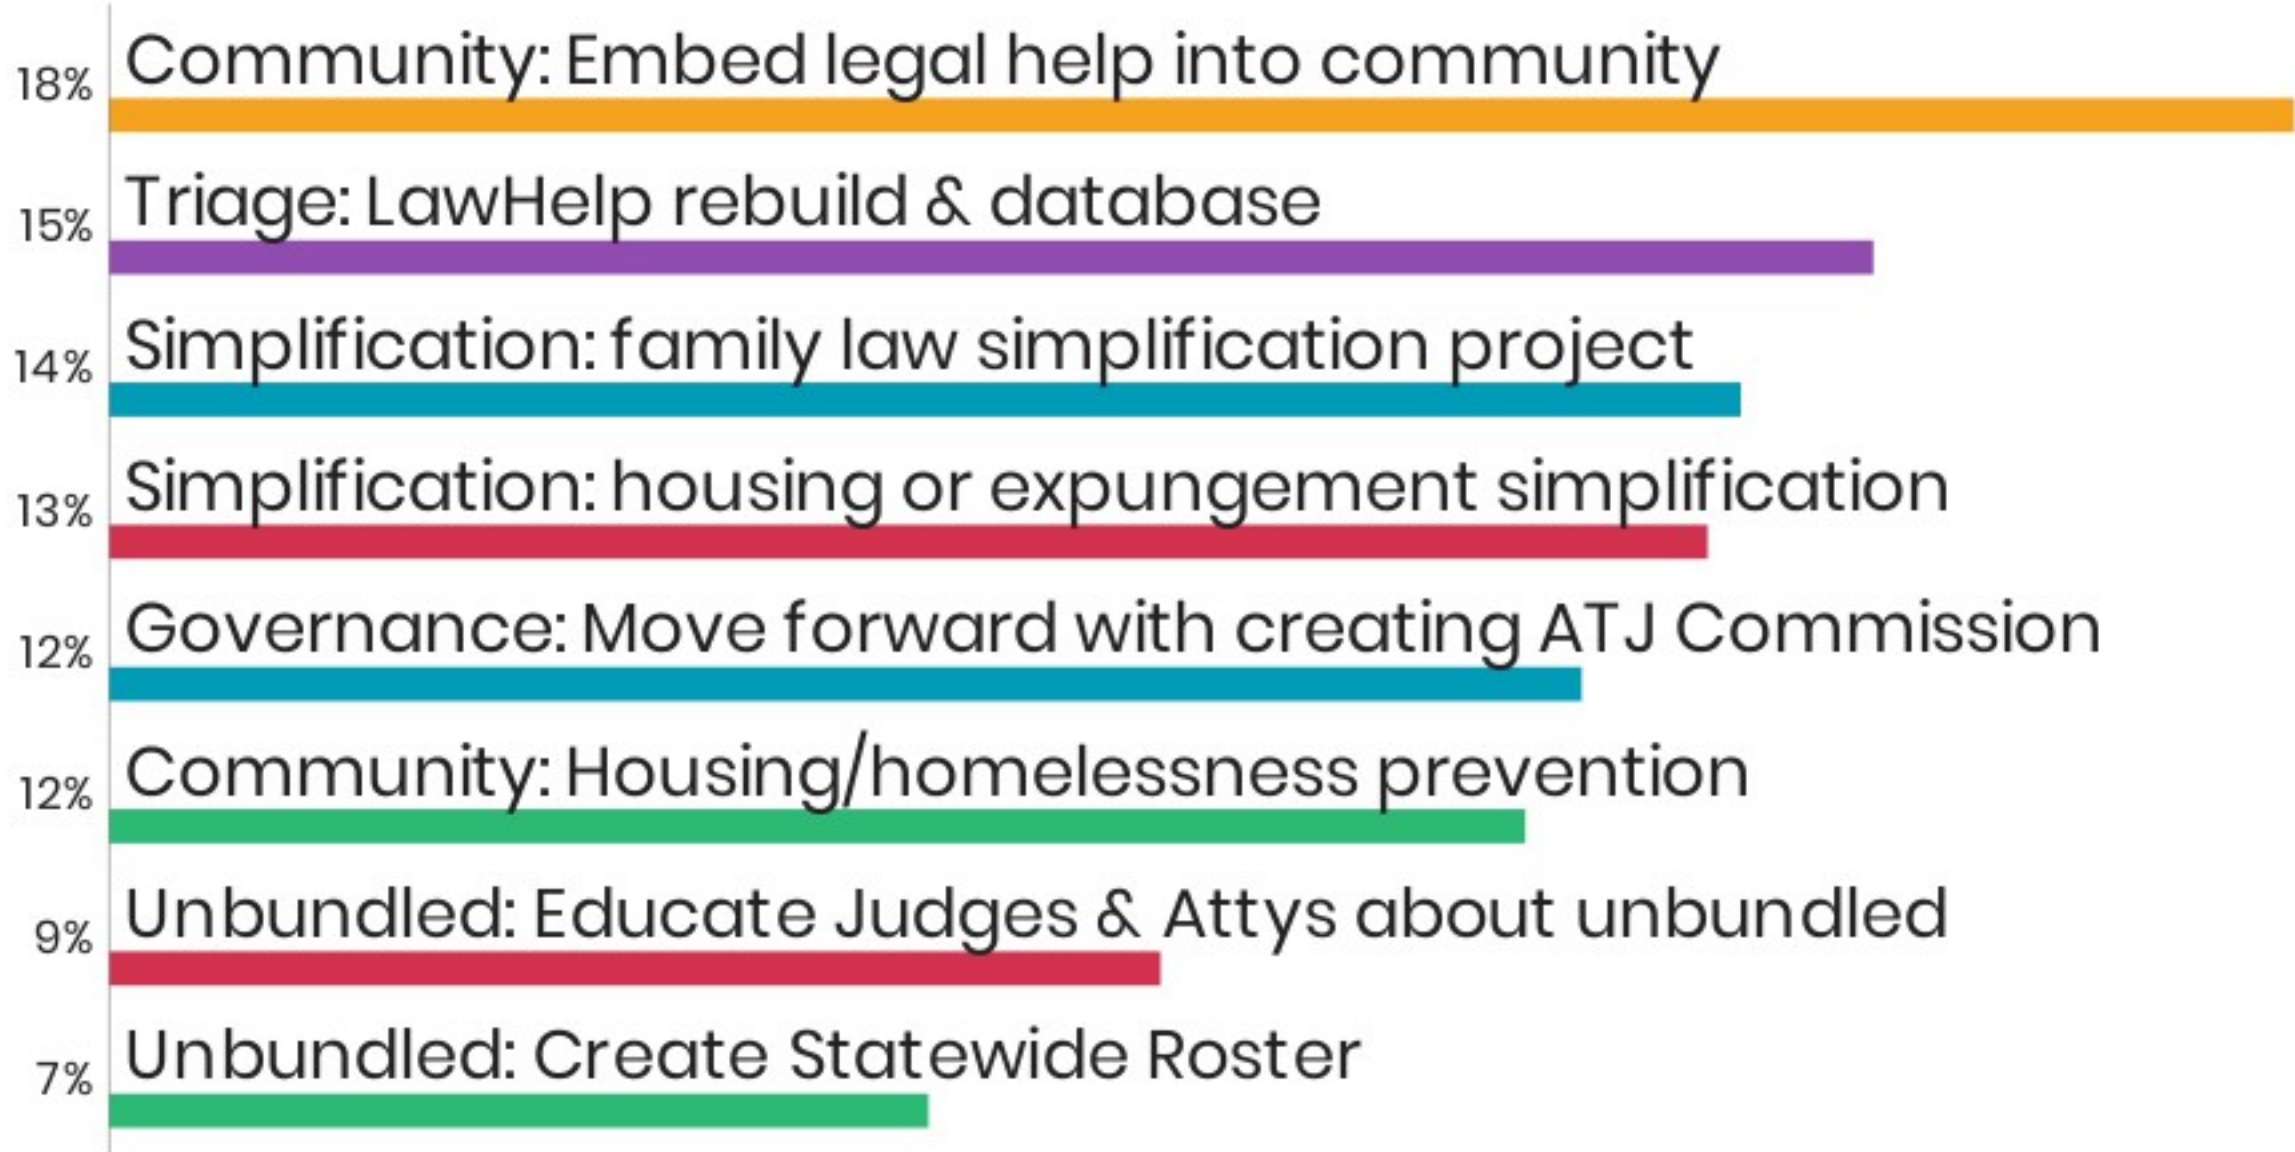 18% Community: Embed legal help into community
15% Triage: LawHelp rebuild & database
14% Simplification: family law simplification project
13% Simplification: housing or expungement simplification
12% Governance: Move forward with creating ATJ Commission
12% Community: Housing/homelessness prevention
9% Unbundled: Educate Judges & Attys about unbundled
7% Unbundled: Create Statewide Roster